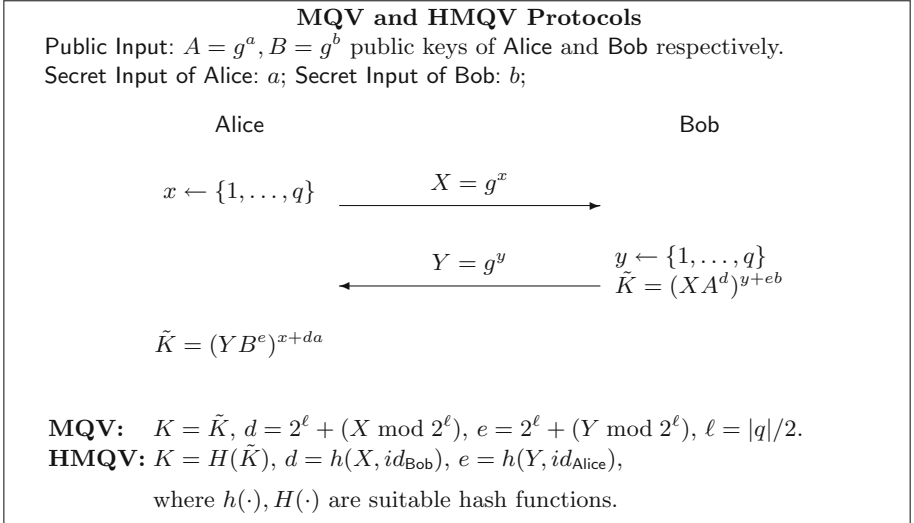 MQV and HMQV Protocols
Public Input: A = g^a, B = g^b public keys of Alice and Bob respectively.
Secret Input of Alice: a; Secret Input of Bob: b;
Alice Bob
x ← {1, . . . , q} X = g^x
Y = g^y y ← {1, . . . , q}
K̃ = (XA^d)^{y+eb}
K̃ = (YB^e)^{x+da}
MQV: K = K̃, d = 2^ℓ + (X mod 2^ℓ), e = 2^ℓ + (Y mod 2^ℓ), ℓ = |q|/2.
HMQV: K = H(K̃), d = h(X, id_Bob), e = h(Y, id_Alice),
where h(·), H(·) are suitable hash functions.